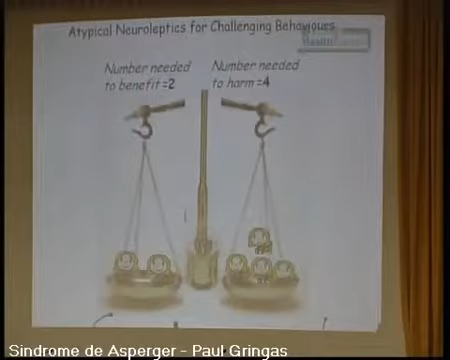 Atypical Neuroleptics for Challenging Behaviours
Number needed
to benefit=2
Number needed
to harm=4
Sindrome de Asperger - Paul Gringas